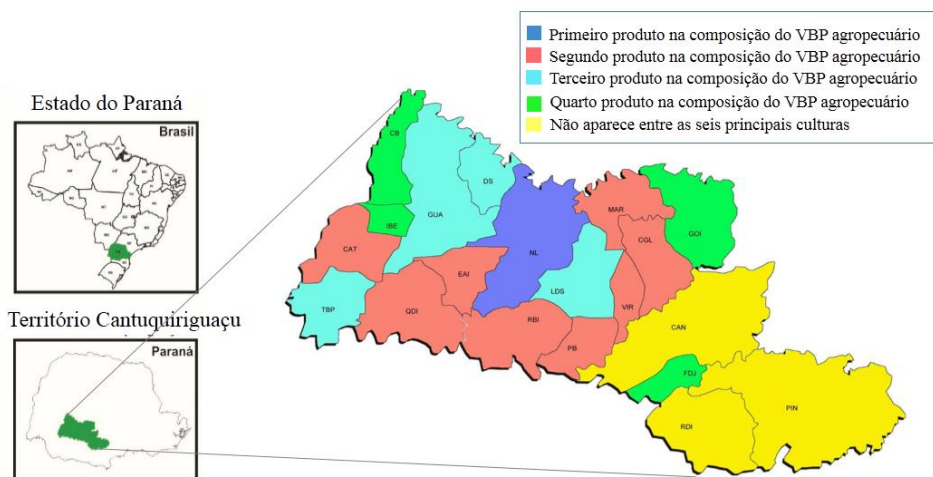 Primeiro produto na composição do VBP agropecuário
Segundo produto na composição do VBP agropecuário
Terceiro produto na composição do VBP agropecuário
Quarto produto na composição do VBP agropecuário
Não aparece entre as seis principais culturas
Estado do Paraná
Brasil
Território Cantuquiriguaçu
Paraná
CB
DS
IBE
GUA
MAR
GOI
CAT
NL
CGL
EAI
LDS
TBP
QDI
RBI
VIR
CAN
PB
FDJ
PIN
RDI